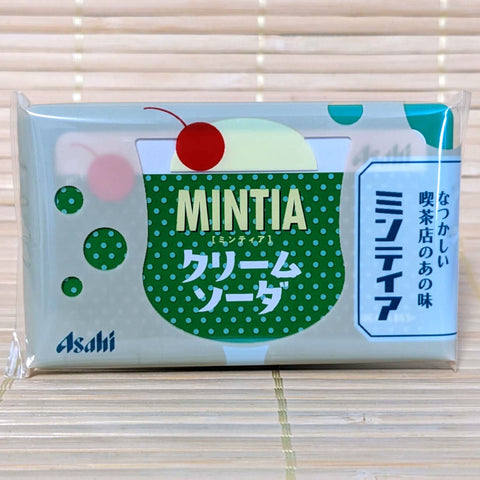 MINTIA
[ミンティア]
クリーム
ソーダ
なつかしい
喫茶店のあの味
ミンティア
Asahi
Asahi